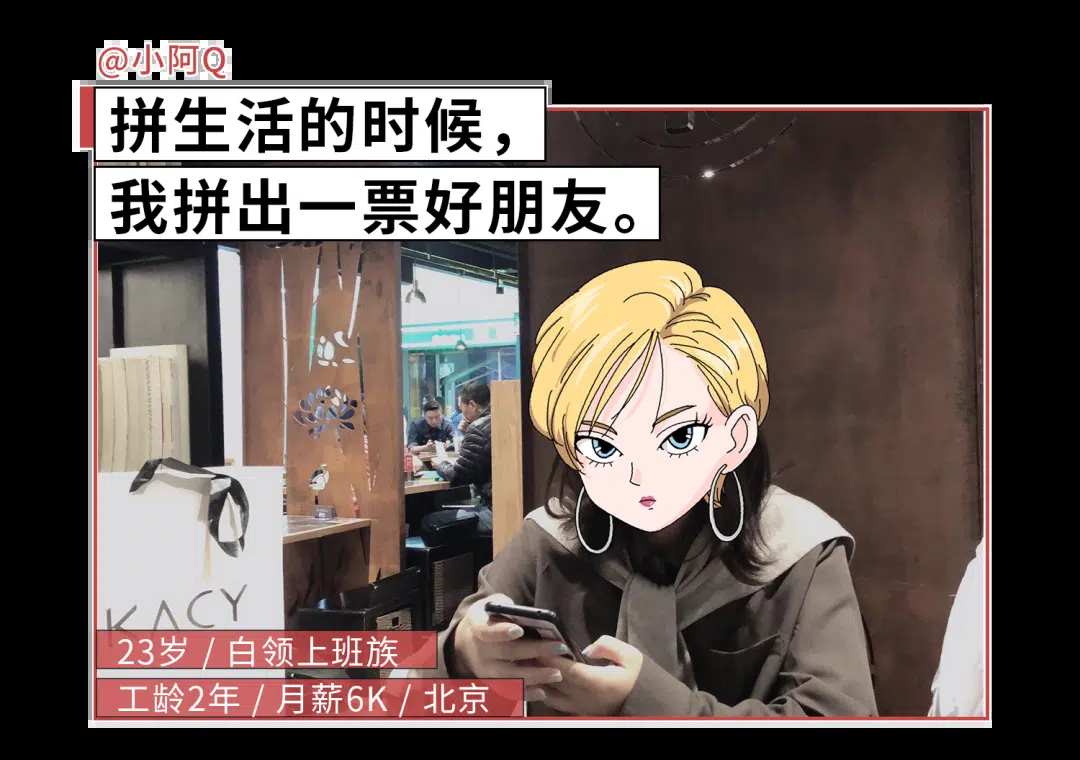 @小阿Q
拼生活的时候，
我拼出一票好朋友。
KACY
23岁 / 白领上班族
工龄2年 / 月薪6K / 北京